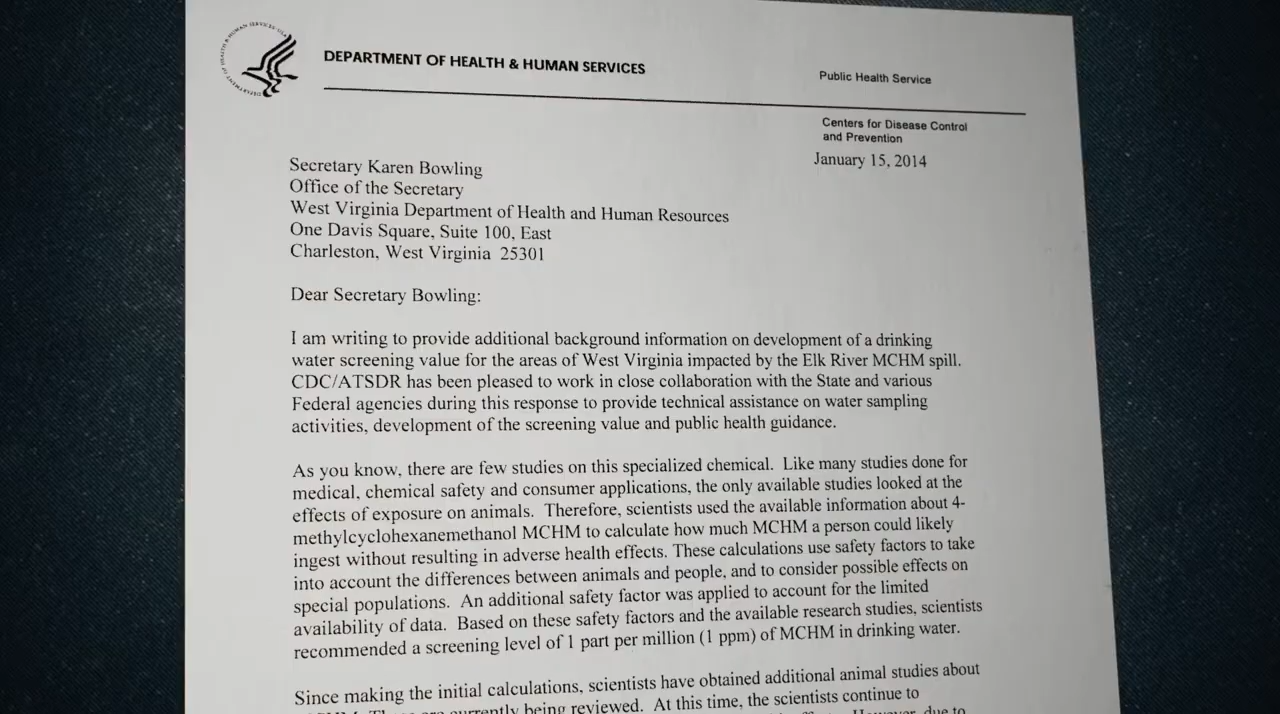 DEPARTMENT OF HEALTH & HUMAN SERVICES
Public Health Service
Centers for Disease Control
and Prevention
January 15, 2014
Secretary Karen Bowling
Office of the Secretary
West Virginia Department of Health and Human Resources
One Davis Square, Suite 100, East
Charleston, West Virginia 25301
Dear Secretary Bowling:
I am writing to provide additional background information on development of a drinking
water screening value for the areas of West Virginia impacted by the Elk River MCHM spill.
CDC/ATSDR has been pleased to work in close collaboration with the State and various
Federal agencies during this response to provide technical assistance on water sampling
activities, development of the screening value and public health guidance.
As you know, there are few studies on this specialized chemical. Like many studies done for
medical, chemical safety and consumer applications, the only available studies looked at the
effects of exposure on animals. Therefore, scientists used the available information about 4-
methylcyclohexanemethanol MCHM to calculate how much MCHM a person could likely
ingest without resulting in adverse health effects. These calculations use safety factors to take
into account the differences between animals and people, and to consider possible effects on
special populations. An additional safety factor was applied to account for the limited
availability of data. Based on these safety factors and the available research studies, scientists
recommended a screening level of 1 part per million (1 ppm) of MCHM in drinking water.
Since making the initial calculations, scientists have obtained additional animal studies about
currently being reviewed. At this time, the scientists continue to
However, due to